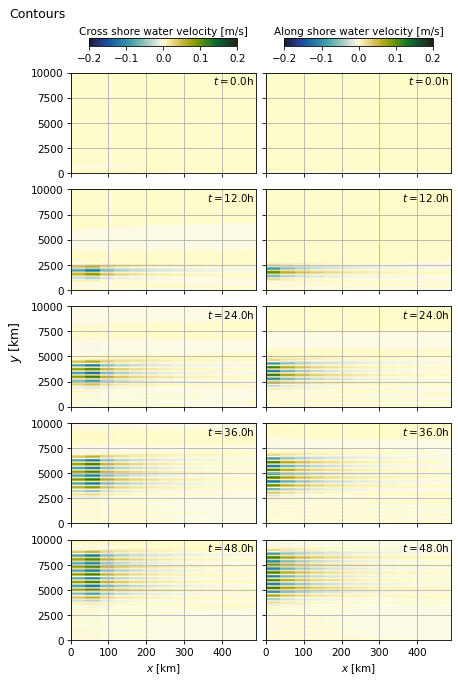 Contours
Cross shore water velocity [m/s]
Along shore water velocity [m/s]
−0.2 −0.1 0.0 0.1 0.2
−0.2 −0.1 0.0 0.1 0.2
10000
7500
5000
2500
0
t = 0.0h
t = 0.0h
10000
7500
5000
2500
0
t = 12.0h
t = 12.0h
10000
7500
5000
2500
0
t = 24.0h
t = 24.0h
y [km]
10000
7500
5000
2500
0
t = 36.0h
t = 36.0h
10000
7500
5000
2500
0
t = 48.0h
t = 48.0h
0 100 200 300 400
0 100 200 300 400
x [km]
x [km]